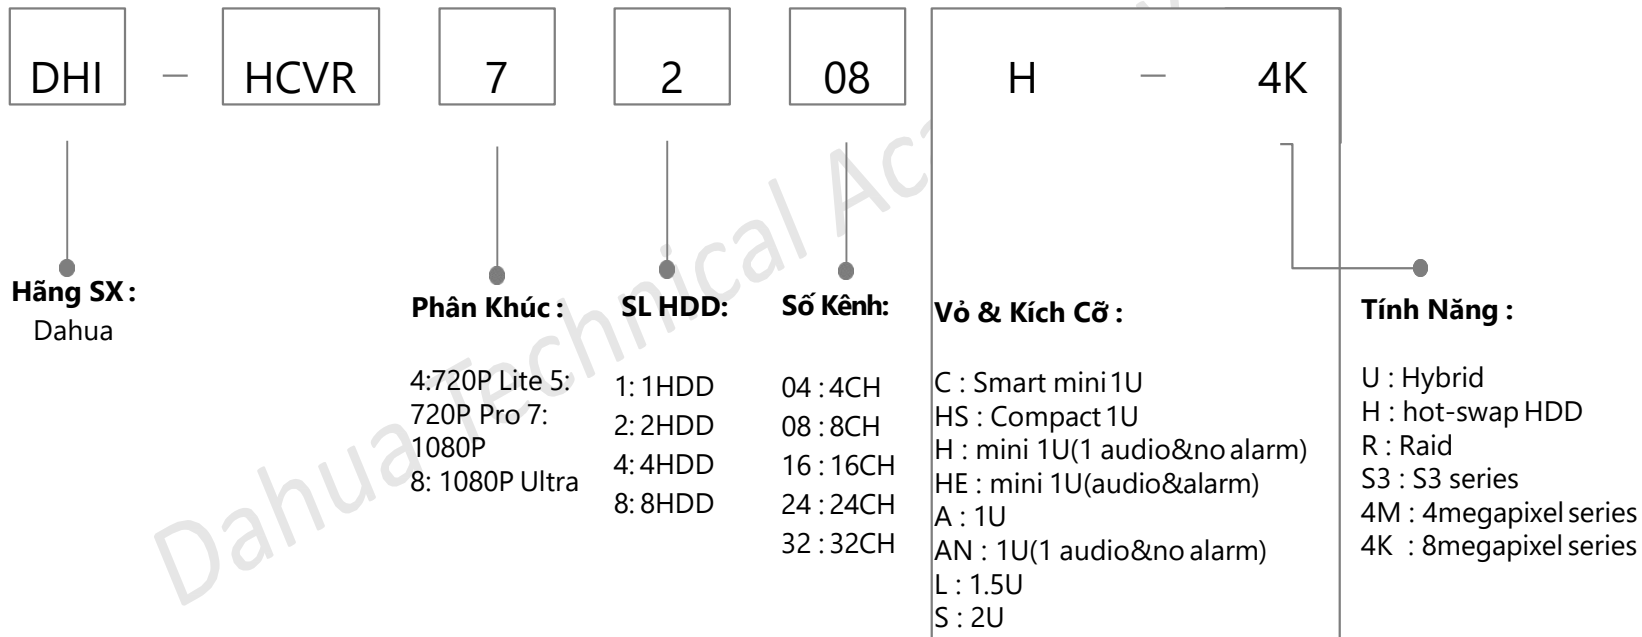 DHI – HCVR 7 2 08 H – 4K
Hãng SX :
Dahua
Phân Khúc :
4:720P Lite 5:
720P Pro 7:
1080P
8: 1080P Ultra
SL HDD:
1: 1HDD
2: 2HDD
4: 4HDD
8: 8HDD
Số Kênh:
04 : 4CH
08 : 8CH
16 : 16CH
24 : 24CH
32 : 32CH
Vỏ & Kích Cỡ :
C : Smart mini 1U
HS : Compact 1U
H : mini 1U(1 audio&no alarm)
HE : mini 1U(audio&alarm)
A : 1U
AN : 1U(1 audio&no alarm)
L : 1.5U
S : 2U
Tính Năng :
U : Hybrid
H : hot-swap HDD
R : Raid
S3 : S3 series
4M : 4megapixel series
4K : 8megapixel series
Dahua Technical Ac